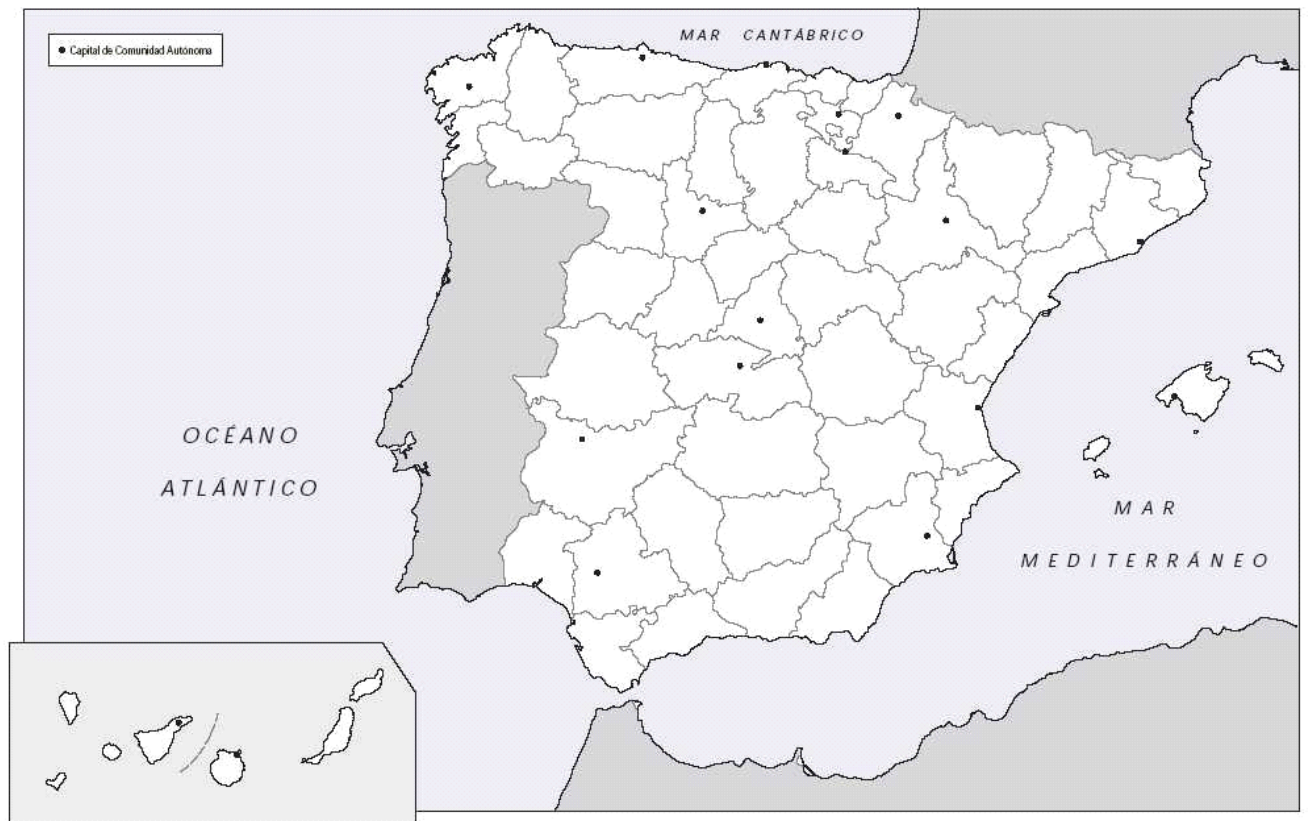 MAR CANTÁBRICO
Capital de Comunidad Autónoma
OCÉANO
ATLÁNTICO
MAR
MEDITERRÁNEO